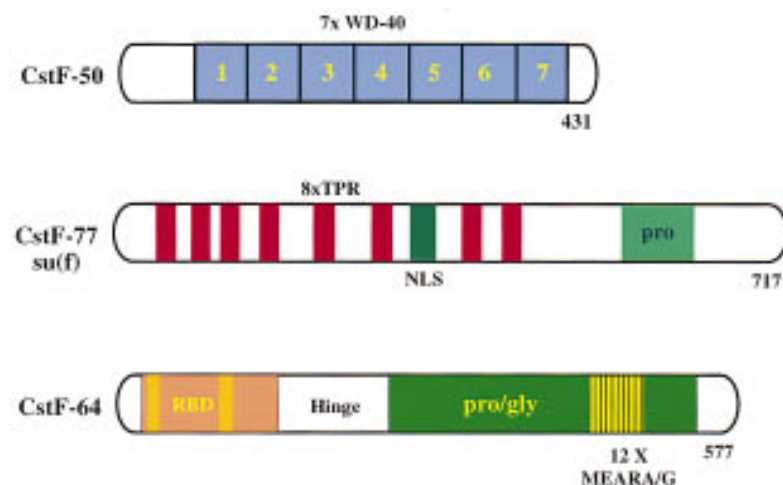 7x WD-40
CstF-50
1 2 3 4 5 6 7
431
8xTPR
CstF-77
su(f)
pro
NLS
717
CstF-64
RBD
Hinge
pro/gly
577
12 X
MEARA/G